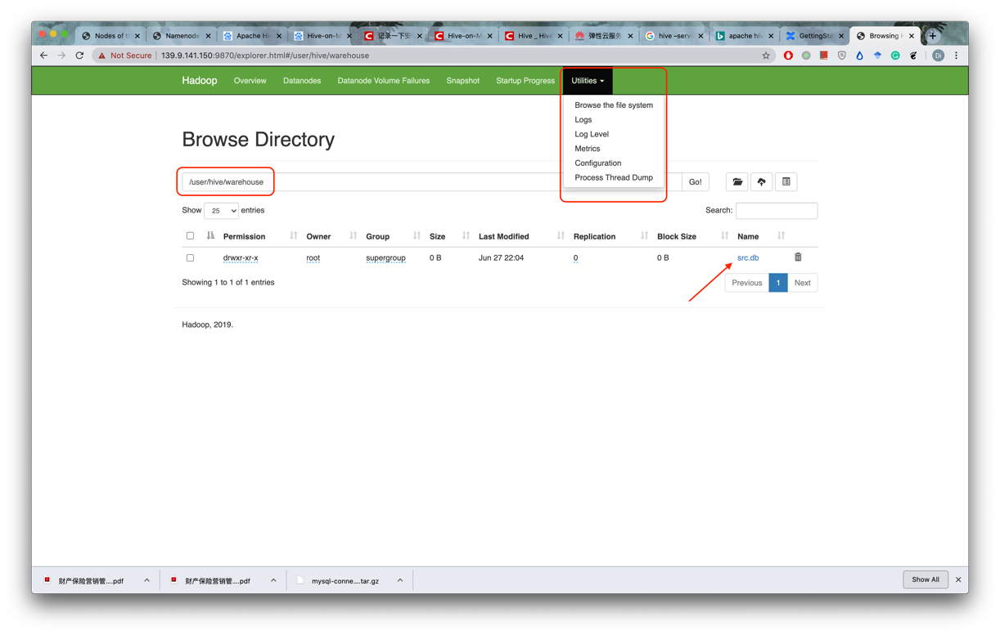 Nodes of th
Namenode
Apache Hi
Hive-on-M
记录一下安
Hive-on-M
Hive _ Hive
弹性云服务
hive –serv
apache hiv
GettingSta
Browsing H
Not Secure
139.9.141.150:9870/explorer.html#/user/hive/warehouse
Di
Hadoop
Overview
Datanodes
Datanode Volume Failures
Snapshot
Startup Progress
Utilities
Browse the file system
Logs
Log Level
Metrics
Configuration
Process Thread Dump
Browse Directory
/user/hive/warehouse
Go!
Show 25 entries
Search:
Permission Owner Group Size Last Modified Replication Block Size Name
drwxr-xr-x root supergroup 0 B Jun 27 22:04 0 0 B src.db
Showing 1 to 1 of 1 entries
Previous 1 Next
Hadoop, 2019.
财产保险营销管....pdf
财产保险营销管....pdf
mysql-conne....tar.gz
Show All